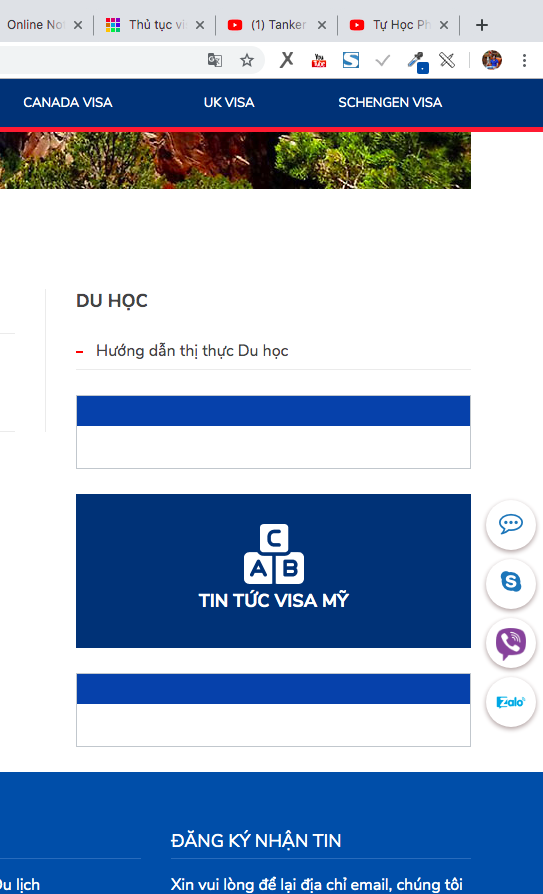 Online No
Thủ tục vi
(1) Tanker
Tự Học Ph
CANADA VISA
UK VISA
SCHENGEN VISA
DU HỌC
Hướng dẫn thị thực Du học
C
A B
TIN TỨC VISA MỸ
Zalo
ĐĂNG KÝ NHẬN TIN
Du lịch
Xin vui lòng để lại địa chỉ email, chúng tôi